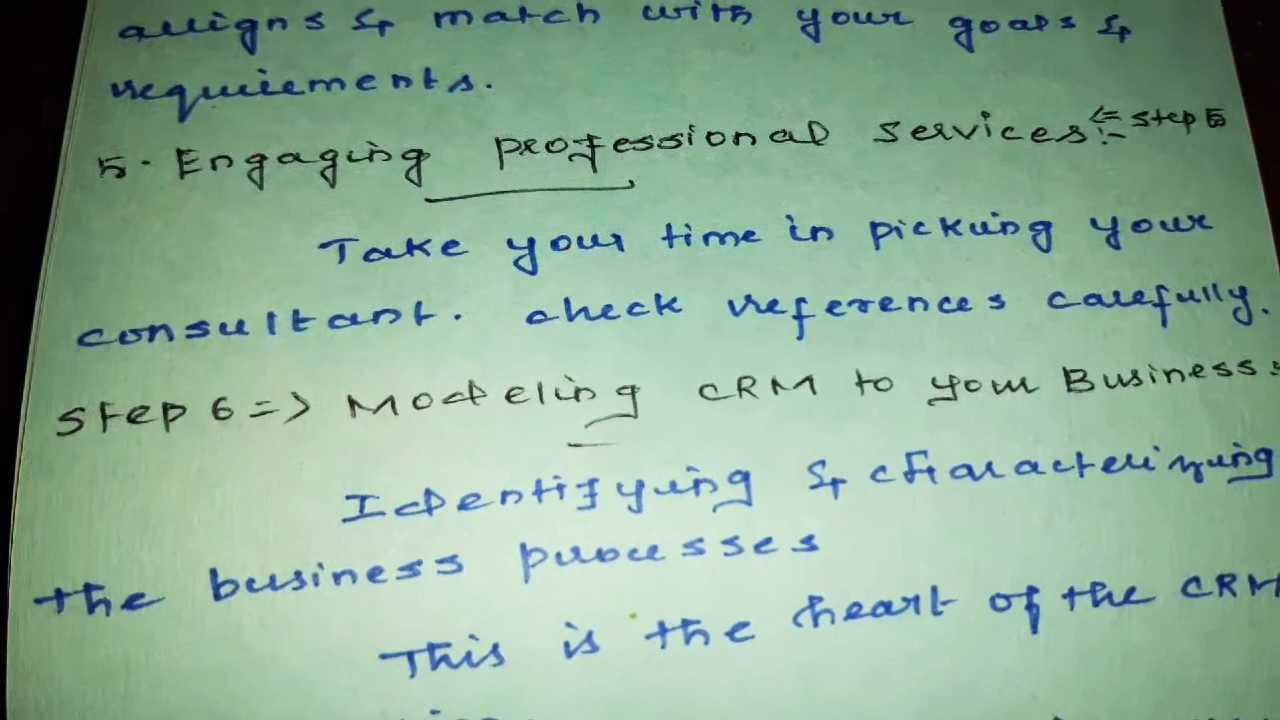 alligns & match with your goals &
requirements.
5. Engaging professional services:- <= step 5
Take your time in picking your
consultant. check references carefully.
Step 6 => Modeling CRM to your Business:
Identifying & characterizing
the business processes
This is the heart of the CRM